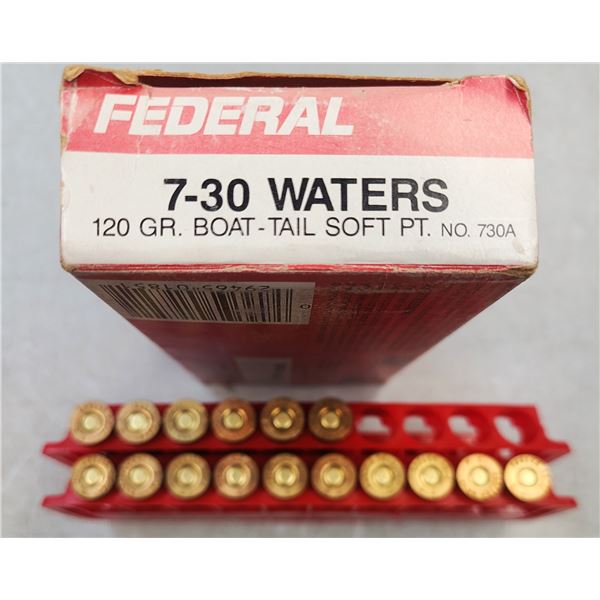 FEDERAL
7-30 WATERS
120 GR. BOAT-TAIL SOFT PT. NO. 730A